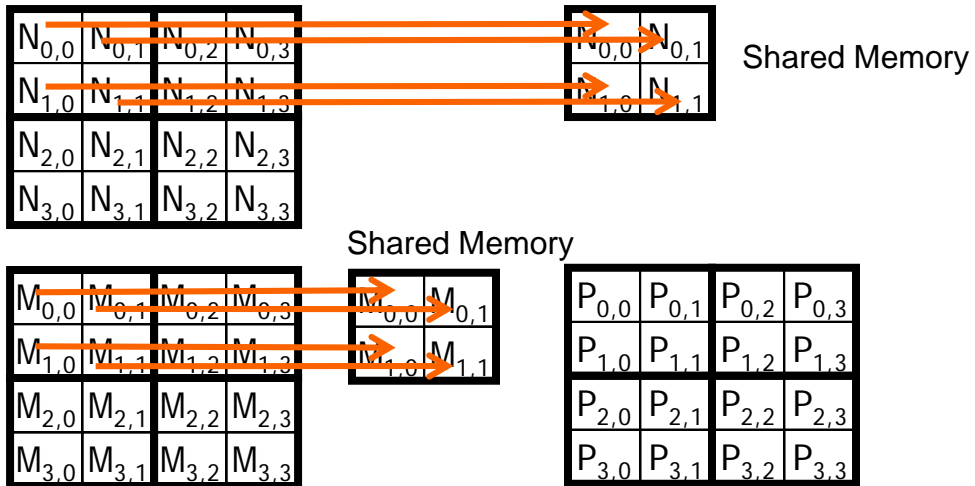 N0,0 N0,1 N0,2 N0,3 N0,0 N0,1
Shared Memory
N1,0 N1,1 N1,2 N1,3 N1,0 N1,1
N2,0 N2,1 N2,2 N2,3
N3,0 N3,1 N3,2 N3,3
Shared Memory
M0,0 M0,1 M0,2 M0,3 M0,0 M0,1 P0,0 P0,1 P0,2 P0,3
M1,0 M1,1 M1,2 M1,3 M1,0 M1,1 P1,0 P1,1 P1,2 P1,3
M2,0 M2,1 M2,2 M2,3 P2,0 P2,1 P2,2 P2,3
M3,0 M3,1 M3,2 M3,3 P3,0 P3,1 P3,2 P3,3